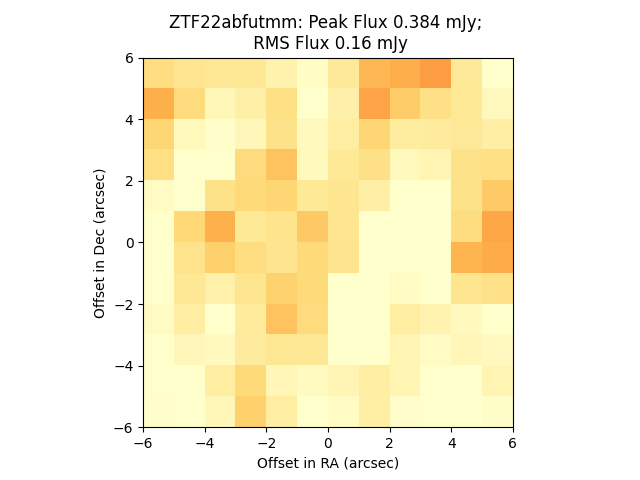 ZTF22abfutmm: Peak Flux 0.384 mJy;
RMS Flux 0.16 mJy
6
4
2
0
−2
−4
−6
Offset in Dec (arcsec)
−6 −4 −2 0 2 4 6
Offset in RA (arcsec)